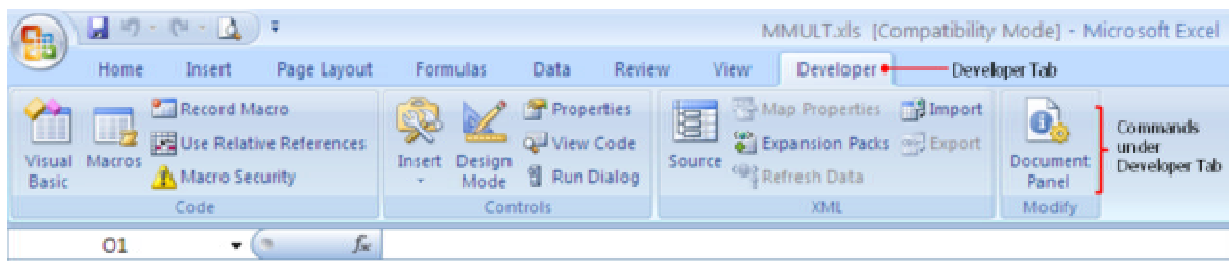 MMULT.xls [Compatibility Mode] - Microsoft Excel
Home Insert Page Layout Formulas Data Review View Developer Developer Tab
Visual Basic
Macros
Record Macro
Use Relative References
Macro Security
Code
Insert
Design Mode
Properties
View Code
Run Dialog
Controls
Source
Map Properties
Expansion Packs
Refresh Data
Import
Export
XML
Document Panel
Modify
Commands
under
Developer Tab
O1 fx